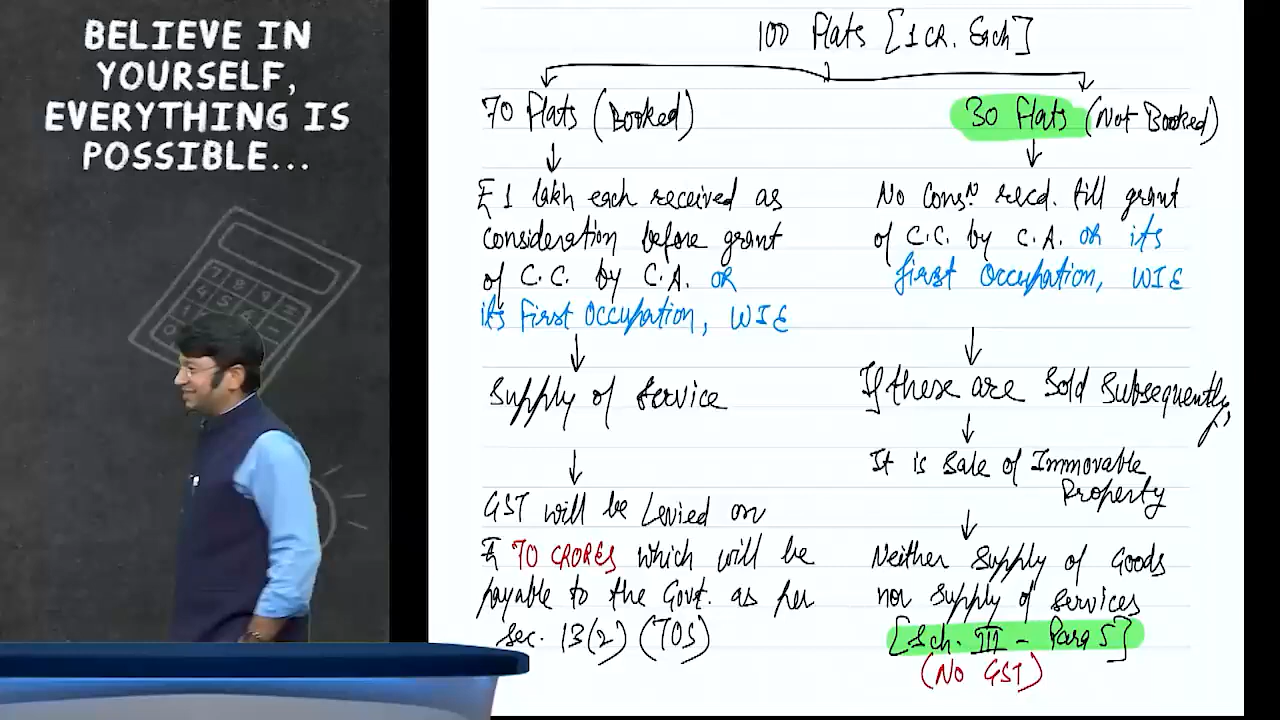 BELIEVE IN
YOURSELF,
EVERYTHING IS
POSSIBLE...
100 Flats [1 CR. Each]
70 Flats (Booked)
₹ 1 lakh each received as
consideration before grant
of C.C. by C.A. OR
its First Occupation, WIE
Supply of Service
GST will be Levied on
₹ 70 CRORES which will be
payable to the Govt. as per
Sec. 13(2) (TOS)
30 Flats (Not Booked)
No Consn. recd. till grant
of C.C. by C.A. OR its
first Occupation, WIE
If these are Sold Subsequently,
It is Sale of Immovable
Property
Neither Supply of Goods
nor Supply of Services
[Sch. III - Para 5]
(No GST)